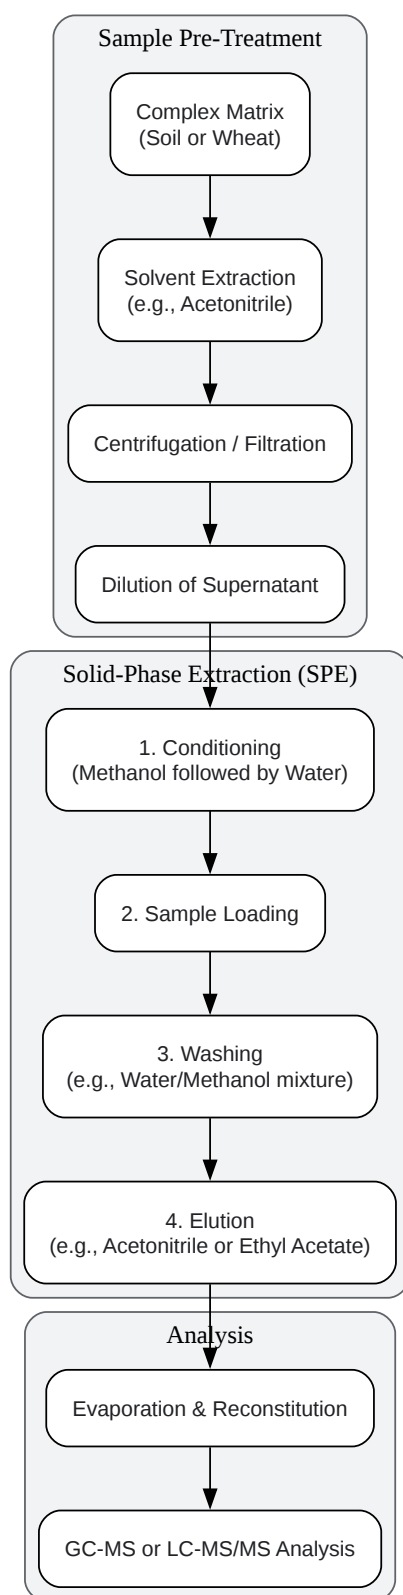 Sample Pre-Treatment
Complex Matrix
(Soil or Wheat)
Solvent Extraction
(e.g., Acetonitrile)
Centrifugation / Filtration
Dilution of Supernatant
Solid-Phase Extraction (SPE)
1. Conditioning
(Methanol followed by Water)
2. Sample Loading
3. Washing
(e.g., Water/Methanol mixture)
4. Elution
(e.g., Acetonitrile or Ethyl Acetate)
Analysis
Evaporation & Reconstitution
GC-MS or LC-MS/MS Analysis